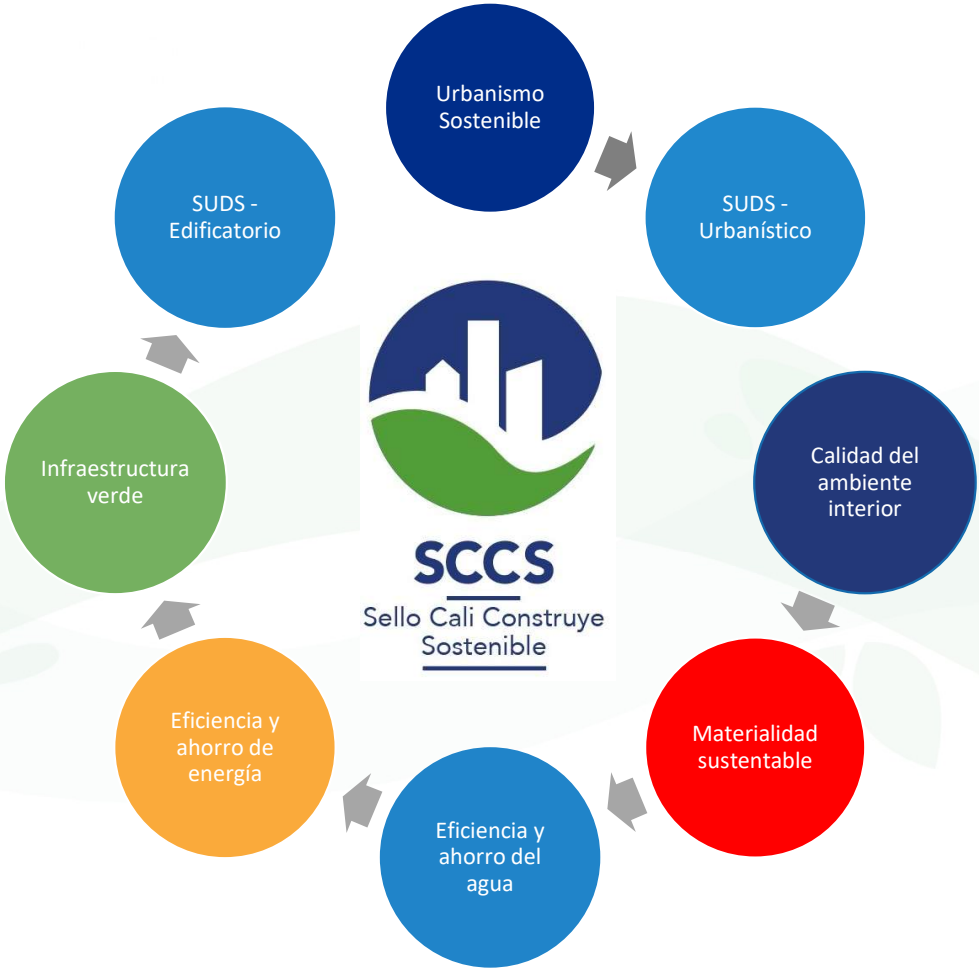 Urbanismo
Sostenible
SUDS -
Urbanístico
Calidad del
ambiente
interior
Materialidad
sustentable
Eficiencia y
ahorro del
agua
Eficiencia y
ahorro de
energía
Infraestructura
verde
SUDS -
Edificatorio
SCCS
Sello Cali Construye
Sostenible